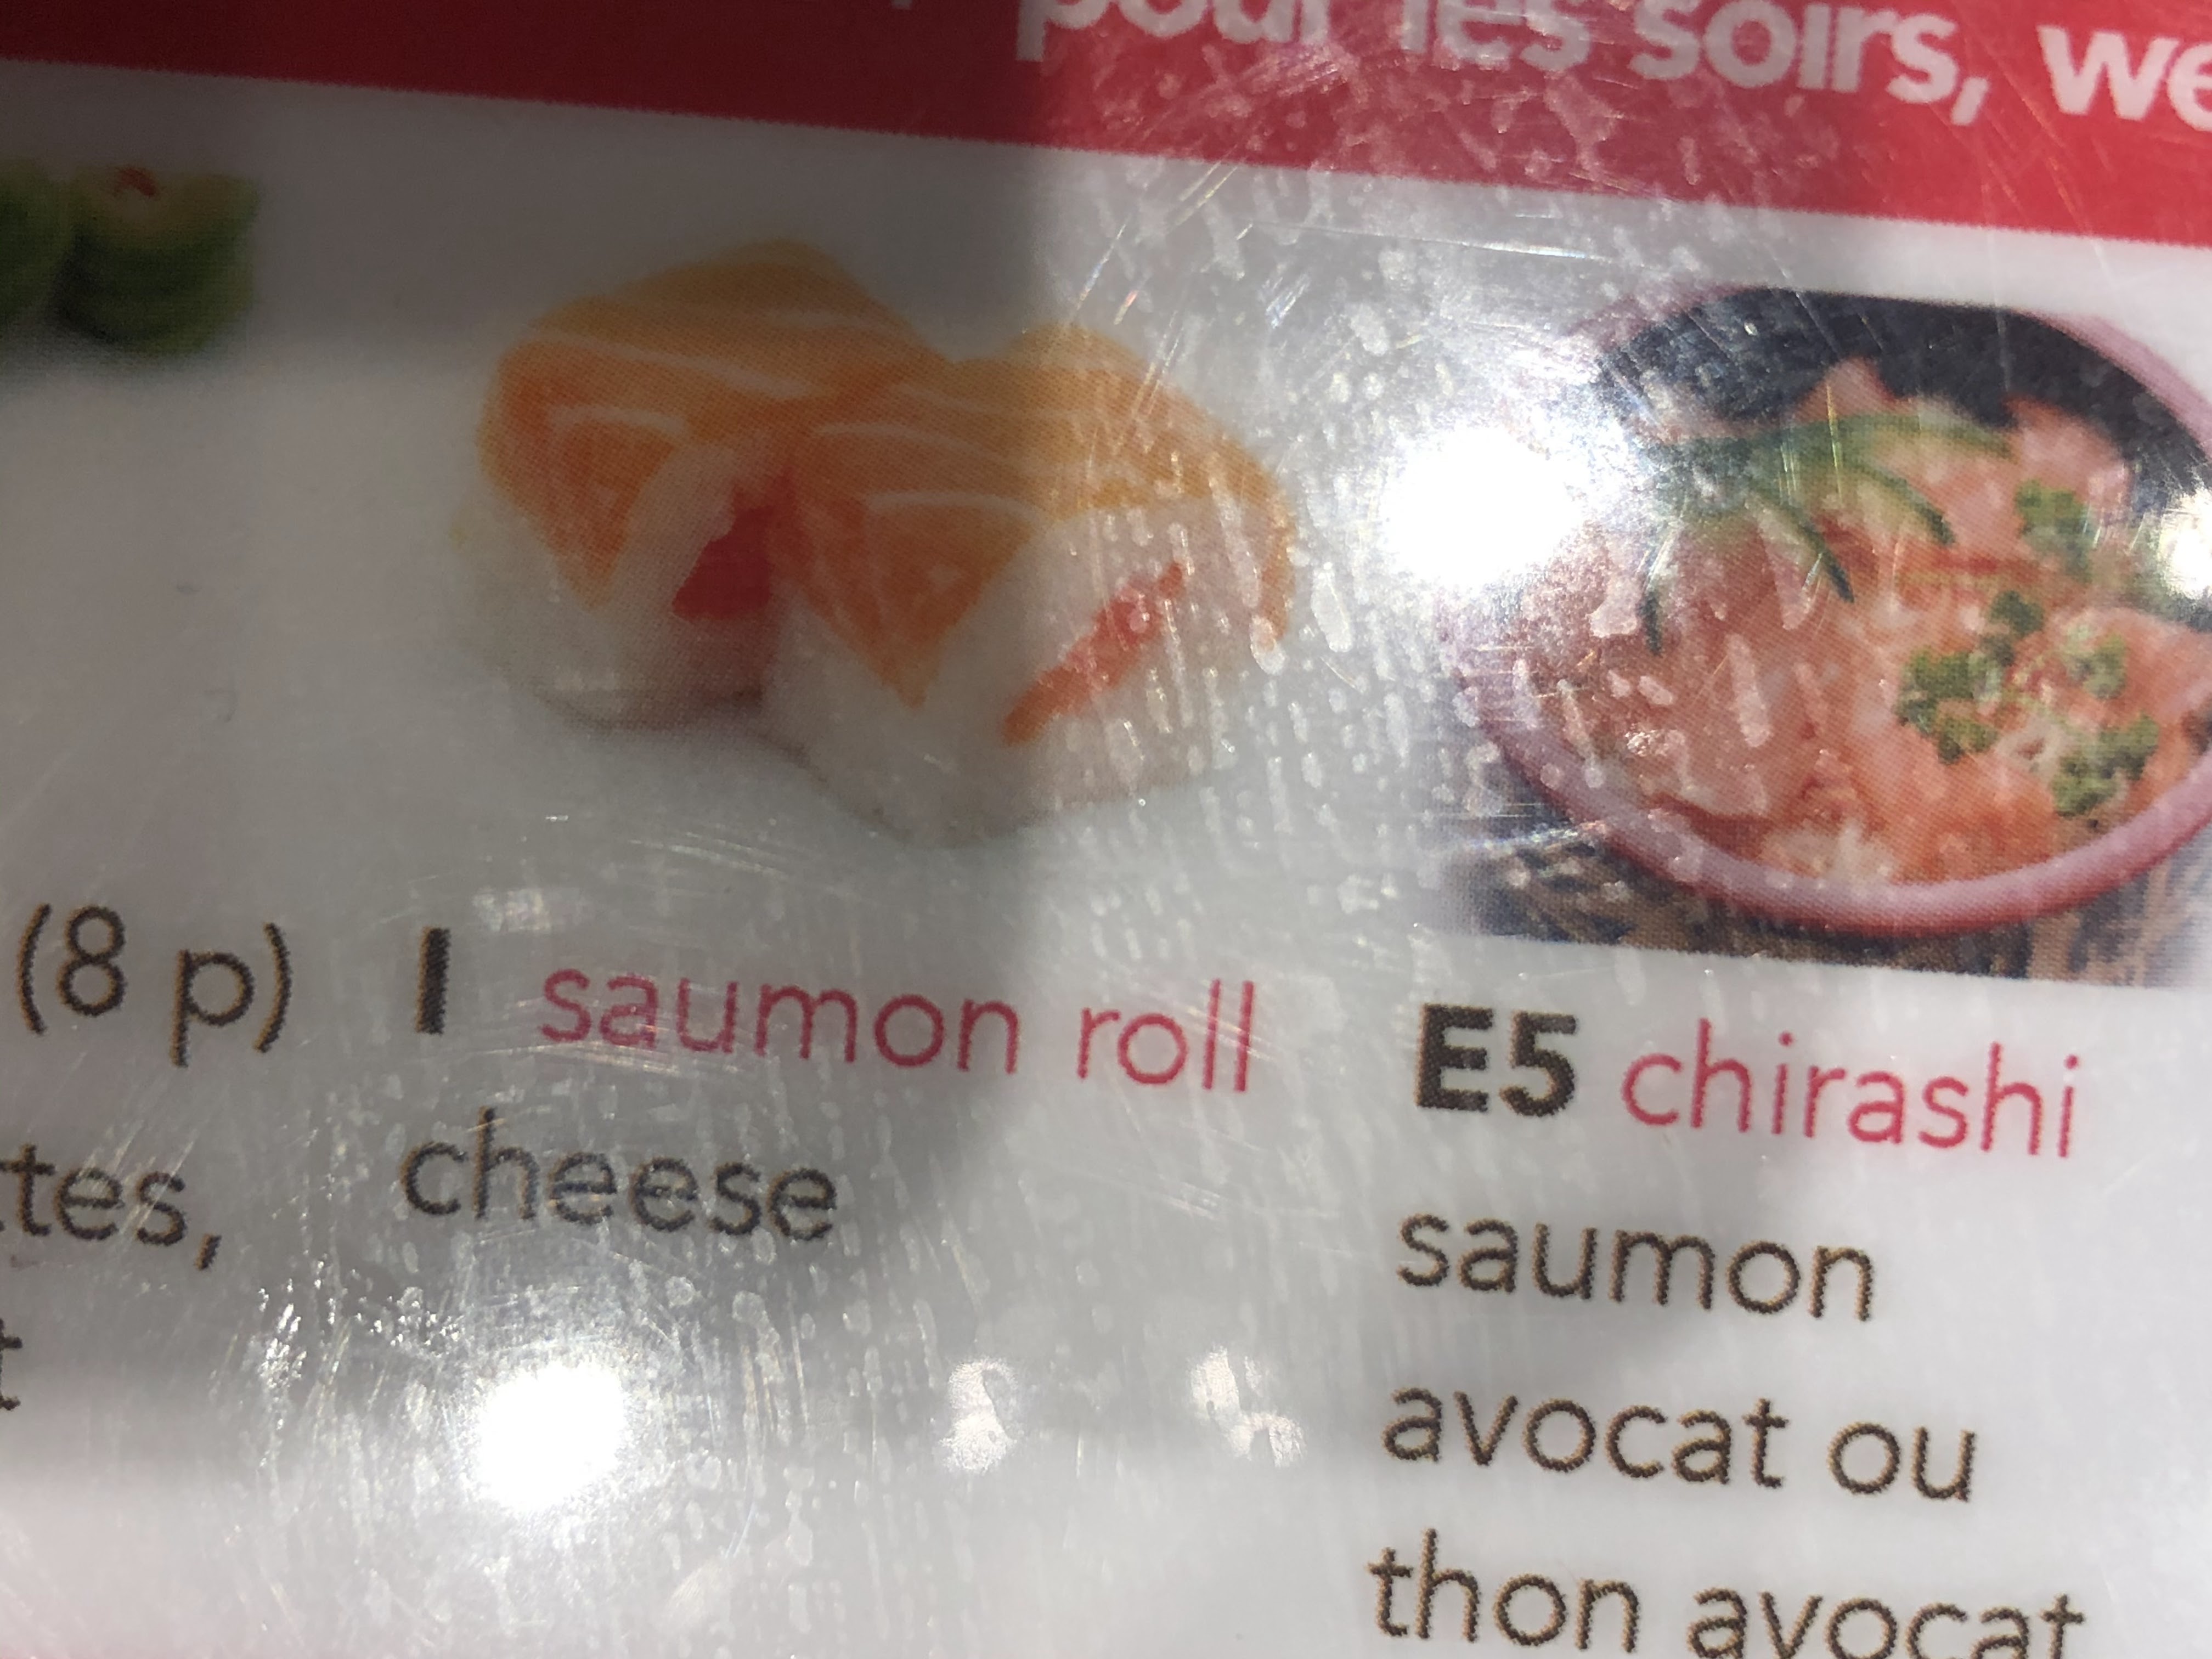 pour les soirs, we
(8 p)
tes,
t
I saumon roll
cheese
E5 chirashi
saumon
avocat ou
thon avocat